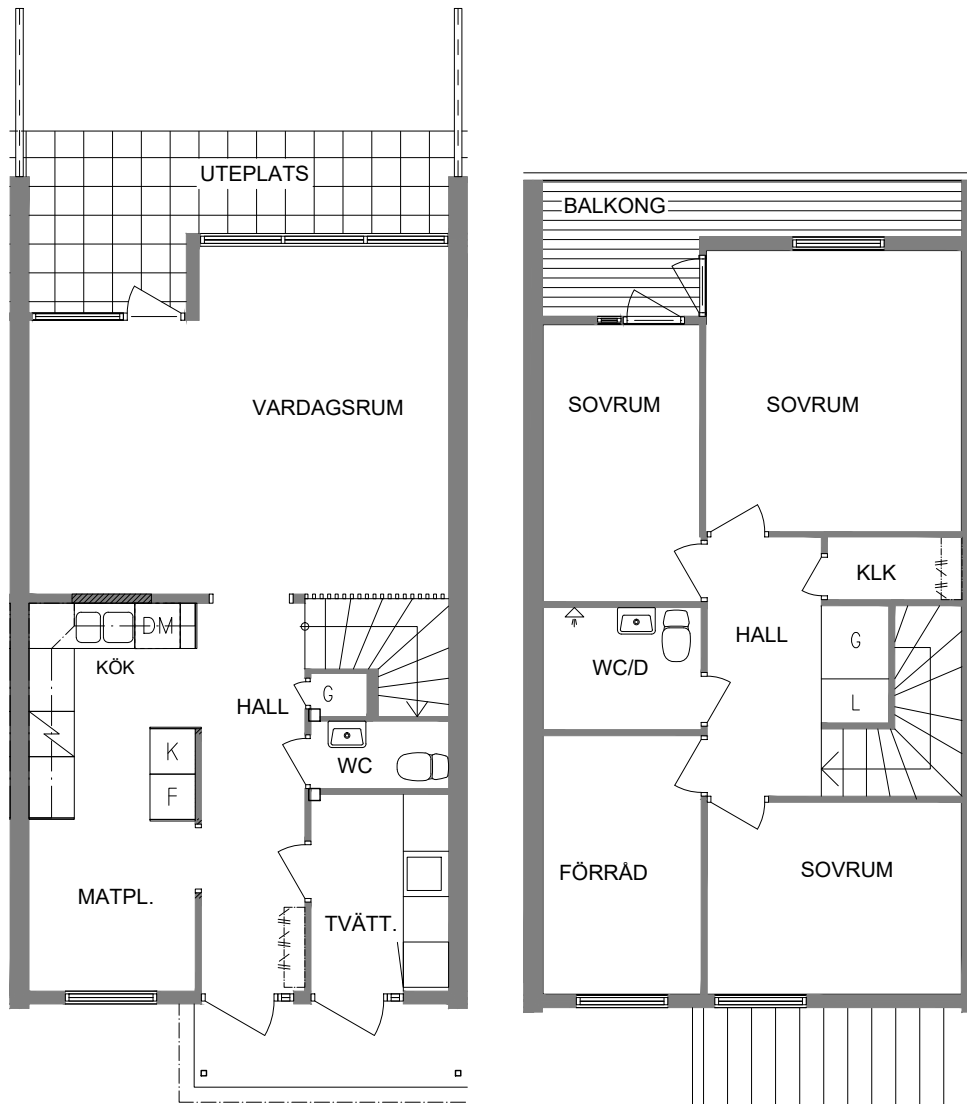 UTEPLATS
VARDAGSRUM
DM
KÖK
G
HALL
K
WC
F
MATPL.
TVÄTT.
BALKONG
SOVRUM
SOVRUM
KLK
HALL
G
WC/D
L
FÖRRÅD
SOVRUM